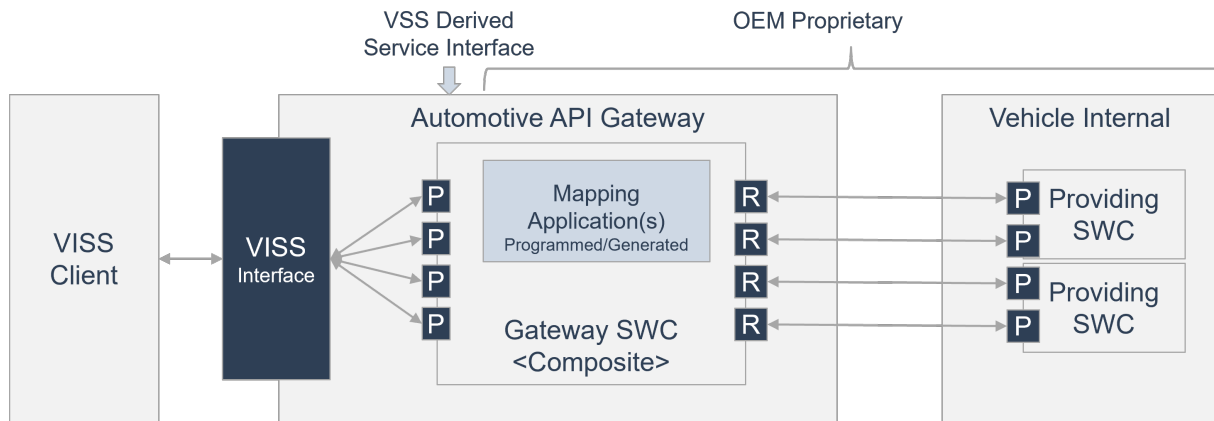 VSS Derived
Service Interface
OEM Proprietary
Automotive API Gateway
Vehicle Internal
VISS
Client
VISS
Interface
P
P
P
P
Mapping
Application(s)
Programmed/Generated
Gateway SWC
<Composite>
R
R
R
R
P
P
Providing
SWC
P
P
Providing
SWC